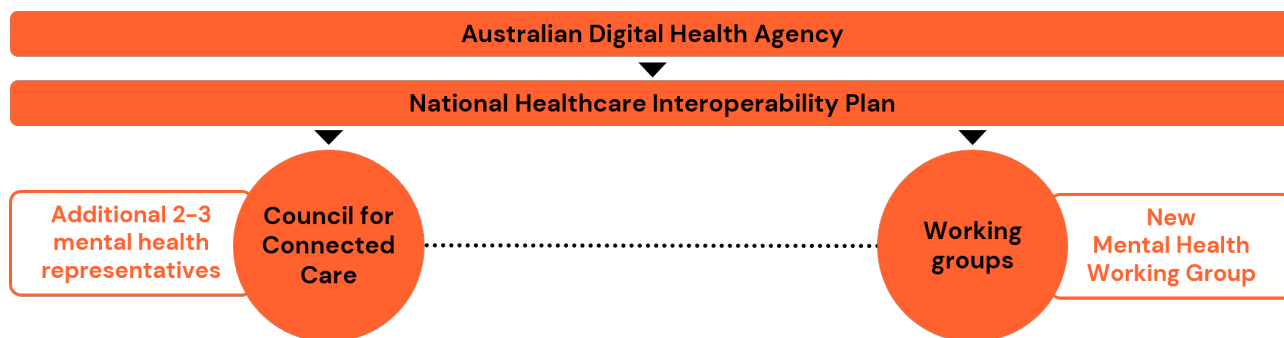 Australian Digital Health Agency
National Healthcare Interoperability Plan
Additional 2-3
mental health
representatives
Council for
Connected
Care
Working
groups
New
Mental Health
Working Group